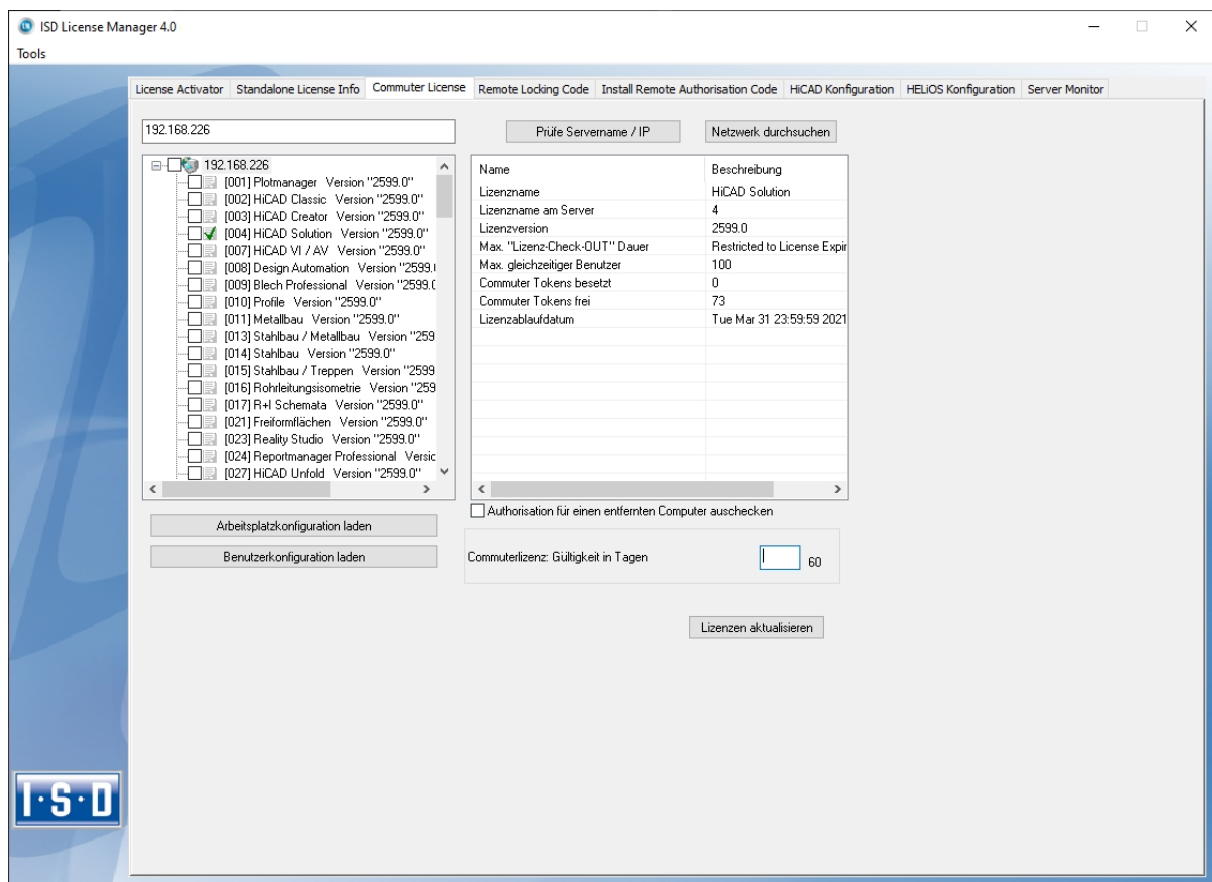 ISD License Manager 4.0
Tools
License Activator Standalone License Info Commuter License Remote Locking Code Install Remote Authorisation Code HiCAD Konfiguration HELiOS Konfiguration Server Monitor
192.168.226 Prüfe Servername / IP Netzwerk durchsuchen
192.168.226
[001] Plotmanager Version "2599.0"
[002] HiCAD Classic Version "2599.0"
[003] HiCAD Creator Version "2599.0"
[004] HiCAD Solution Version "2599.0"
[007] HiCAD VI / AV Version "2599.0"
[008] Design Automation Version "2599.
[009] Blech Professional Version "2599.0
[010] Profile Version "2599.0"
[011] Metallbau Version "2599.0"
[013] Stahlbau / Metallbau Version "259
[014] Stahlbau Version "2599.0"
[015] Stahlbau / Treppen Version "2599
[016] Rohrleitungsisometrie Version "259
[017] R+I Schemata Version "2599.0"
[021] Freiformflächen Version "2599.0"
[023] Reality Studio Version "2599.0"
[024] Reportmanager Professional Versic
[027] HiCAD Unfold Version "2599.0"
Name Beschreibung
Lizenzname HiCAD Solution
Lizenzname am Server 4
Lizenzversion 2599.0
Max. "Lizenz-Check-OUT" Dauer Restricted to License Expir
Max. gleichzeitiger Benutzer 100
Commuter Tokens besetzt 0
Commuter Tokens frei 73
Lizenzablaufdatum Tue Mar 31 23:59:59 2021
Arbeitsplatzkonfiguration laden
Benutzerkonfiguration laden
Authorisation für einen entfernten Computer auschecken
Commuterlizenz: Gültigkeit in Tagen 60
Lizenzen aktualisieren
I·S·D